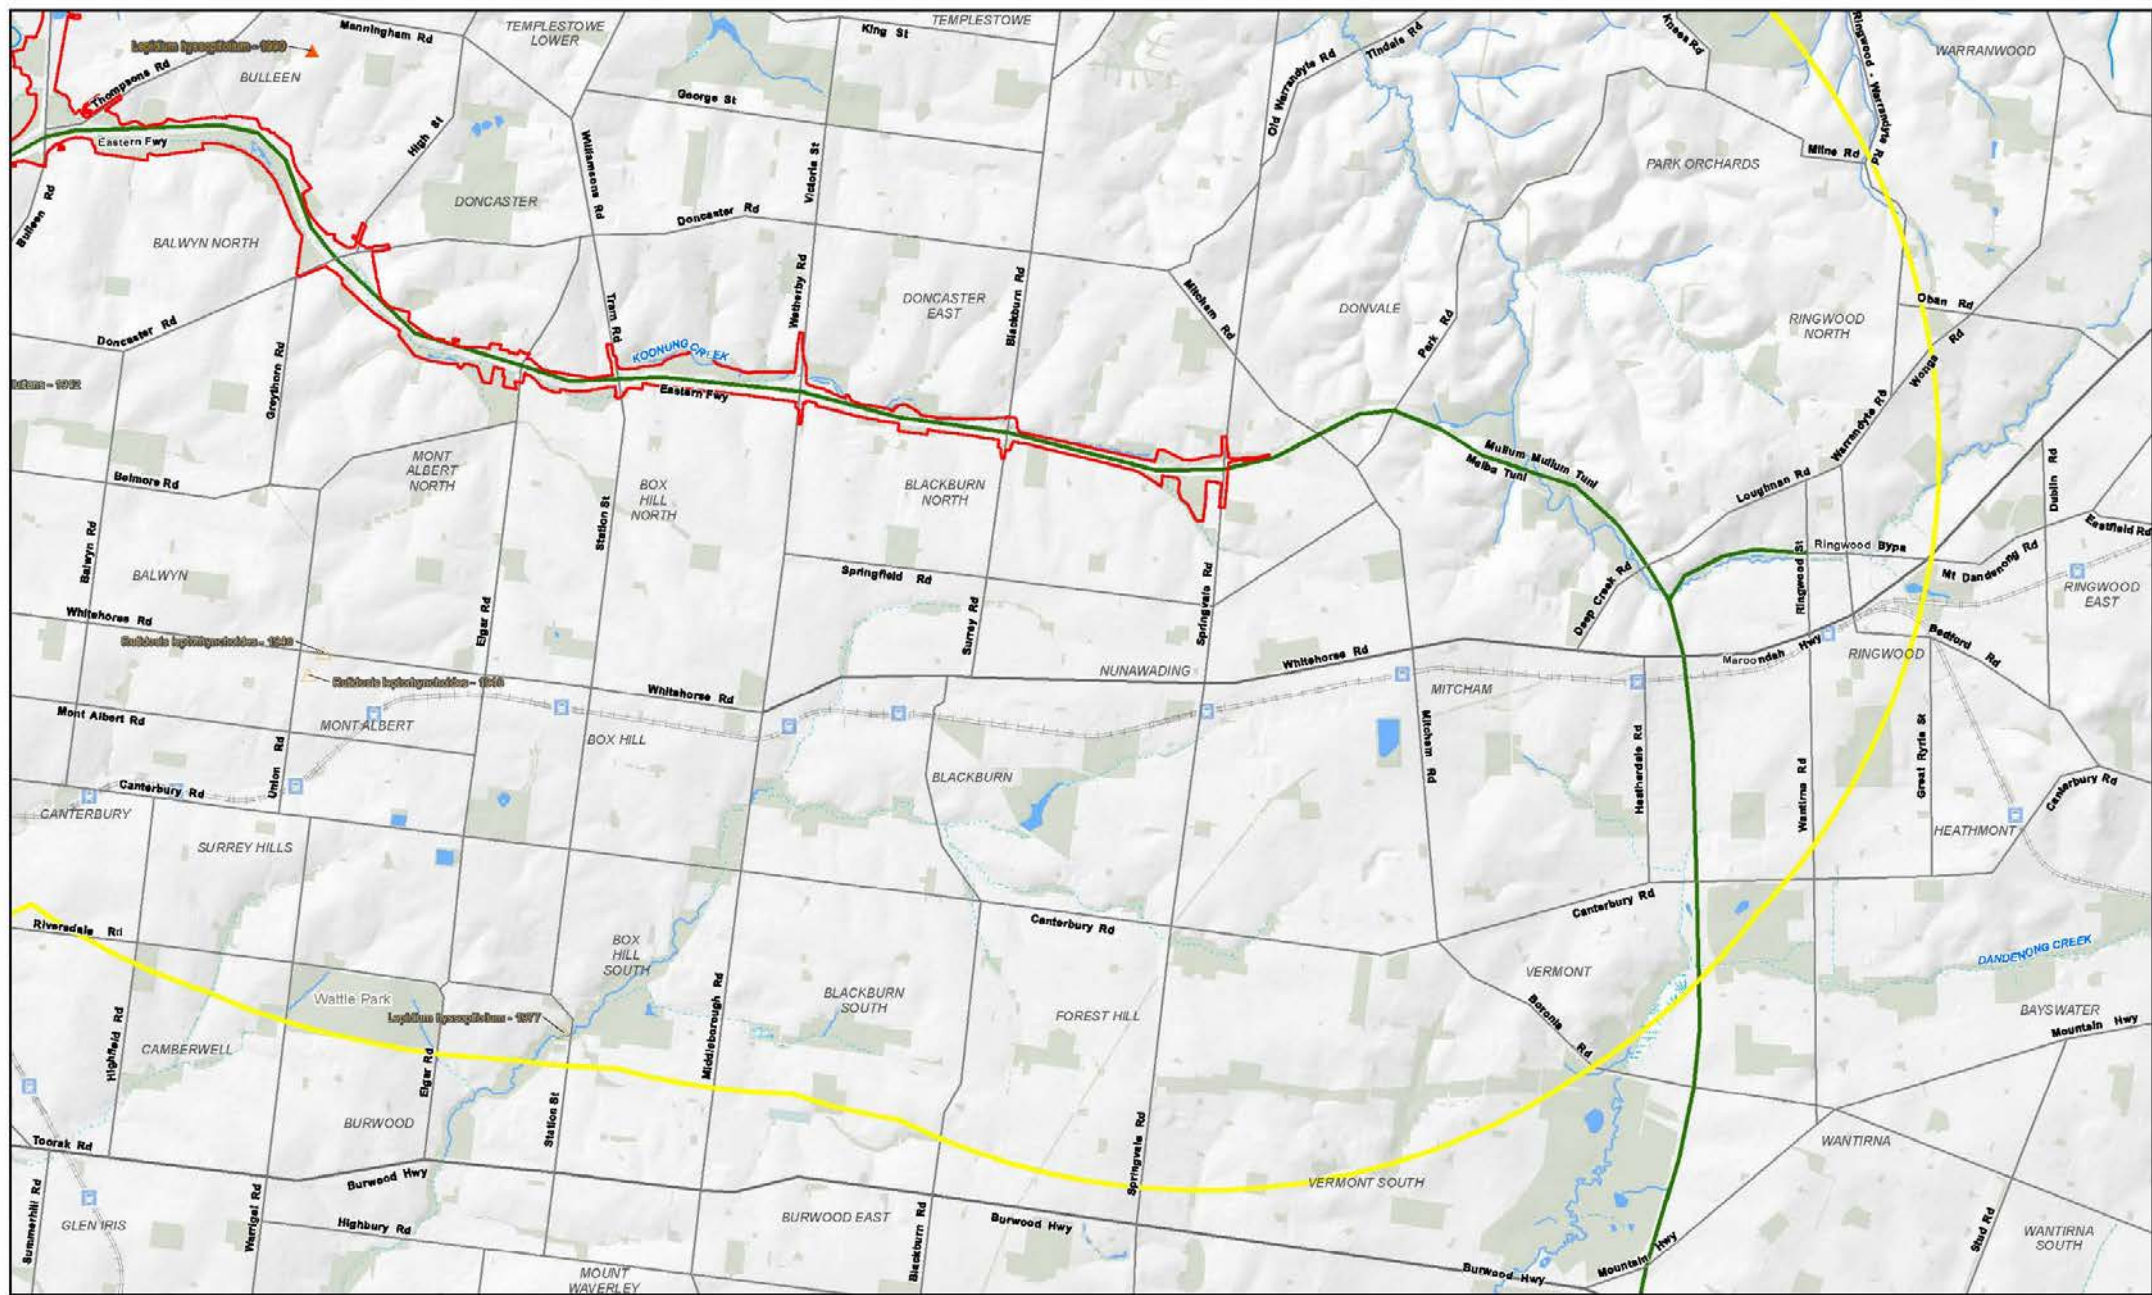 Manningham Rd
TEMPLESTOWE
LOWER
King St
TEMPLESTOWE
Knees Rd
Ringwood - Warrandyte Rd
WARRANWOOD
Lepidium hyssopifolium - 1990
BULLEEN
Thompsons Rd
Old Warrandyte Rd
Tindals Rd
George St
High St
Eastern Fwy
Williamsons Rd
Victoria St
Milne Rd
PARK ORCHARDS
Bulleen Rd
DONCASTER
Doncaster Rd
BALWYN NORTH
Wetherby Rd
Blackburn Rd
Mitcham Rd
DONCASTER
EAST
DONVALE
Park Rd
Oban Rd
RINGWOOD
NORTH
Doncaster Rd
Tram Rd
KOONUNG CREEK
Wonga Rd
Greythorn Rd
Eastern Fwy
Warrandyte Rd
MONT
ALBERT
NORTH
Mullum Mullum Tunl
Melba Tunl
Loughnan Rd
Dublin Rd
Belmore Rd
BOX
HILL
NORTH
BLACKBURN
NORTH
Station St
Eastfield Rd
Balwyn Rd
Ringwood Bypa
Mt Dandenong Rd
BALWYN
Springfield Rd
Springvale Rd
Deep Creek Rd
Ringwood St
RINGWOOD
EAST
Whitehorse Rd
Elgar Rd
Surrey Rd
Rutidosis leptorhynchoides - 1948
Bedford Rd
Whitehorse Rd
Maroondah Hwy
RINGWOOD
NUNAWADING
MITCHAM
Whitehorse Rd
Mont Albert Rd
MONT ALBERT
BOX HILL
Mitcham Rd
Heatherdale Rd
Great Ryrie St
Union Rd
BLACKBURN
Wantirna Rd
Canterbury Rd
Canterbury Rd
CANTERBURY
HEATHMONT
SURREY HILLS
Canterbury Rd
Canterbury Rd
Riversdale Rd
BOX
HILL
SOUTH
DANDENONG CREEK
VERMONT
Wattle Park
Middleborough Rd
BLACKBURN
SOUTH
FOREST HILL
Boronia Rd
BAYSWATER
Lepidium hyssopifolium - 1977
Mountain Hwy
Highfield Rd
CAMBERWELL
Elgar Rd
Station St
BURWOOD
Springvale Rd
WANTIRNA
Toorak Rd
Burwood Hwy
VERMONT SOUTH
Summerhill Rd
Warrigal Rd
GLEN IRIS
Highbury Rd
BURWOOD EAST
Blackburn Rd
Burwood Hwy
Stud Rd
WANTIRNA
SOUTH
Mountain Hwy
Burwood Hwy
MOUNT
WAVERLEY